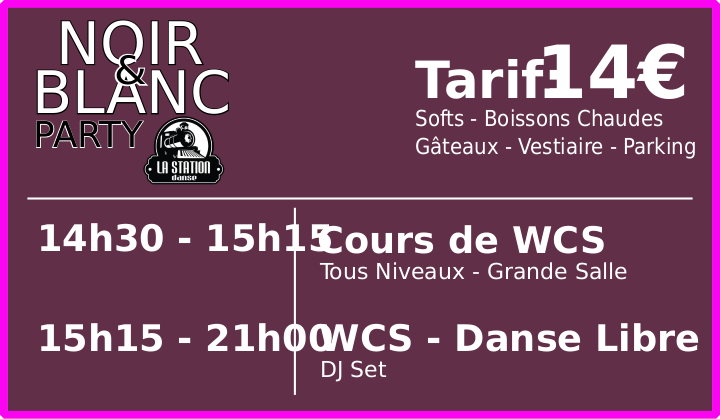 NOIR
&
BLANC
PARTY
LA STATION
danse
Tarif: 14€
Softs - Boissons Chaudes
Gâteaux - Vestiaire - Parking
14h30 - 15h15
Cours de WCS
Tous Niveaux - Grande Salle
15h15 - 21h00
WCS - Danse Libre
DJ Set